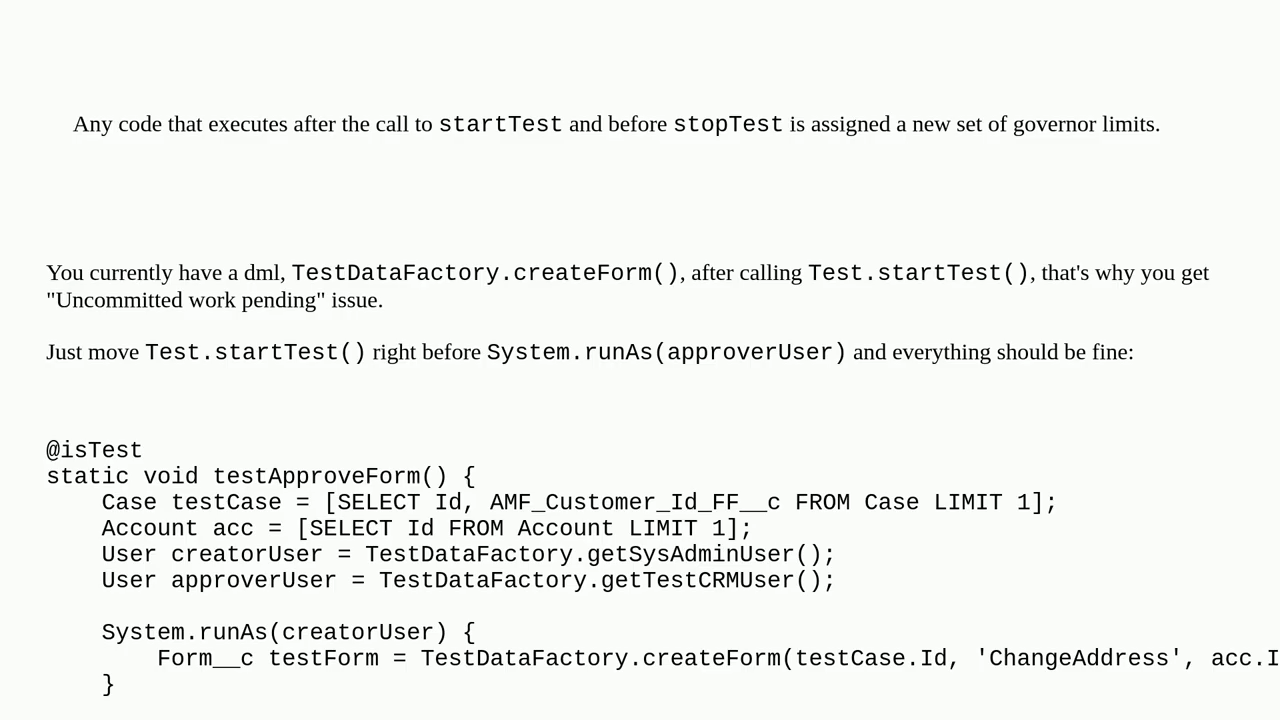 Any code that executes after the call to startTest and before stopTest is assigned a new set of governor limits.
You currently have a dml, TestDataFactory.createForm(), after calling Test.startTest(), that's why you get
"Uncommitted work pending" issue.
Just move Test.startTest() right before System.runAs(approverUser) and everything should be fine:
@isTest
static void testApproveForm() {
    Case testCase = [SELECT Id, AMF_Customer_Id_FF__c FROM Case LIMIT 1];
    Account acc = [SELECT Id FROM Account LIMIT 1];
    User creatorUser = TestDataFactory.getSysAdminUser();
    User approverUser = TestDataFactory.getTestCRMUser();
    System.runAs(creatorUser) {
        Form__c testForm = TestDataFactory.createForm(testCase.Id, 'ChangeAddress', acc.I
    }